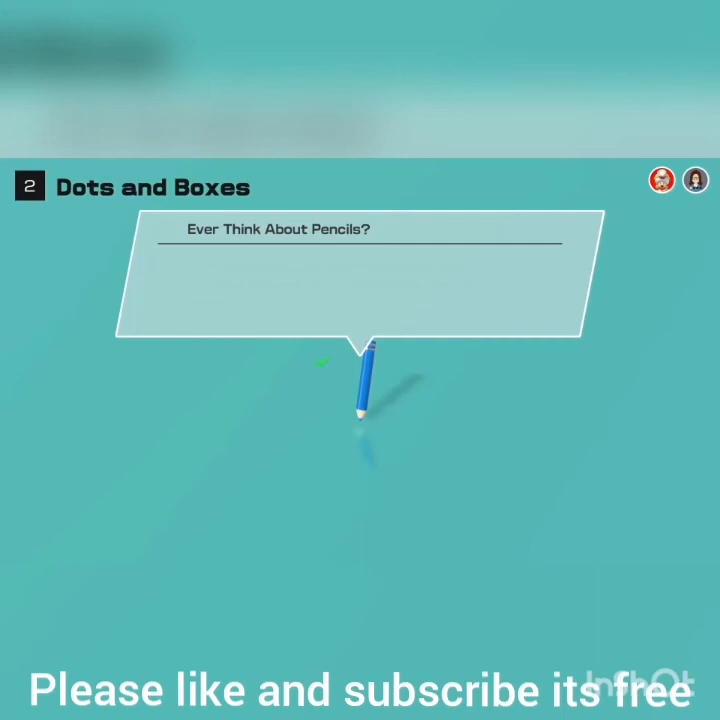 2 Dots and Boxes
Ever Think About Pencils?
Please like and subscribe its free
InShOt